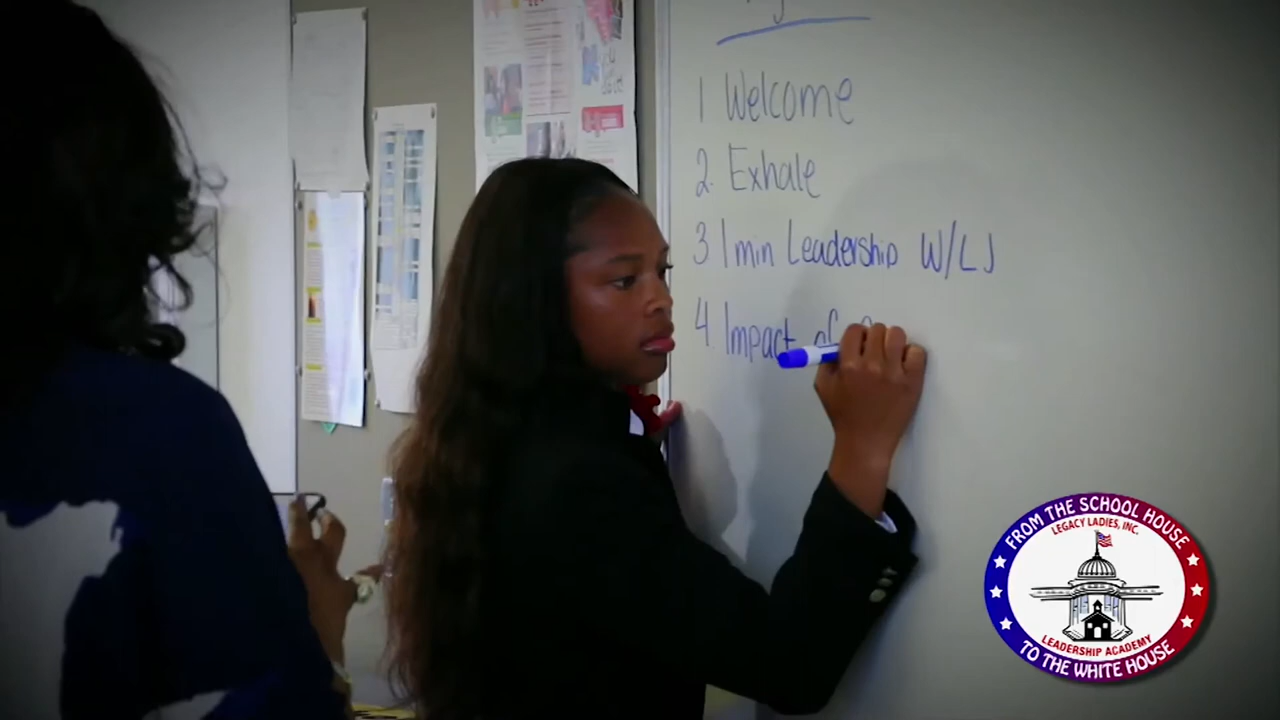 1 Welcome
2. Exhale
3 1 min Leadership W/LJ
4 Impact of
FROM THE SCHOOL HOUSE
LEGACY LADIES, INC.
LEADERSHIP ACADEMY
TO THE WHITE HOUSE